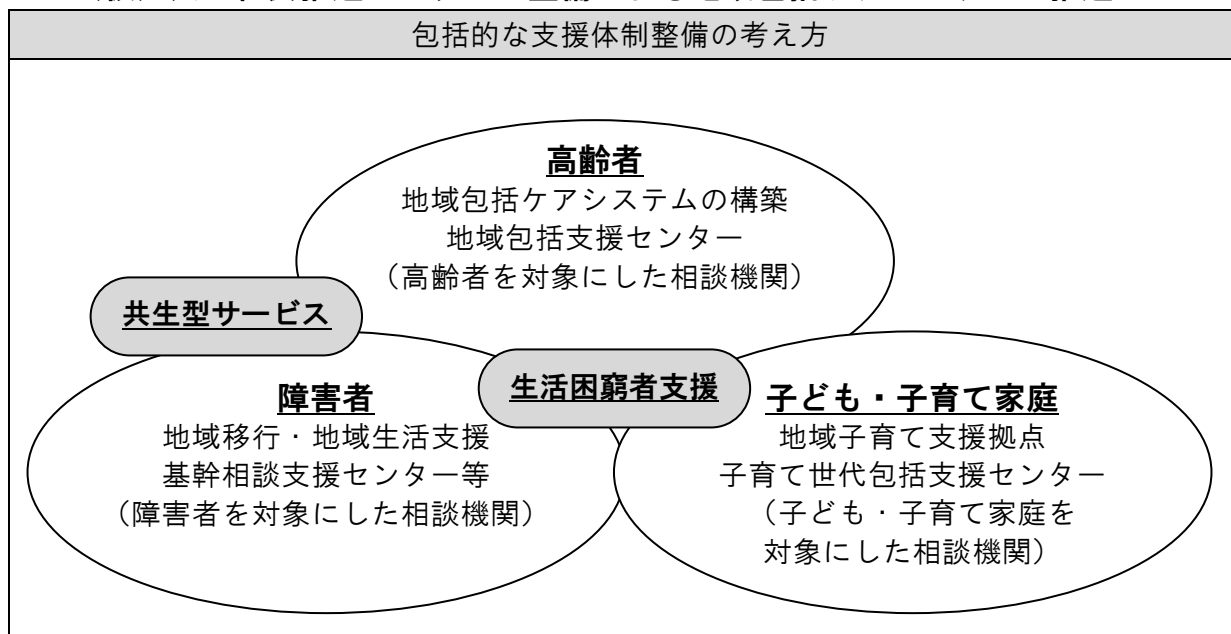 包括的な支援体制整備の考え方
高齢者
地域包括ケアシステムの構築
地域包括支援センター
（高齢者を対象にした相談機関）
共生型サービス
生活困窮者支援
障害者
地域移行・地域生活支援
基幹相談支援センター等
（障害者を対象にした相談機関）
子ども・子育て家庭
地域子育て支援拠点
子育て世代包括支援センター
（子ども・子育て家庭を
対象にした相談機関）